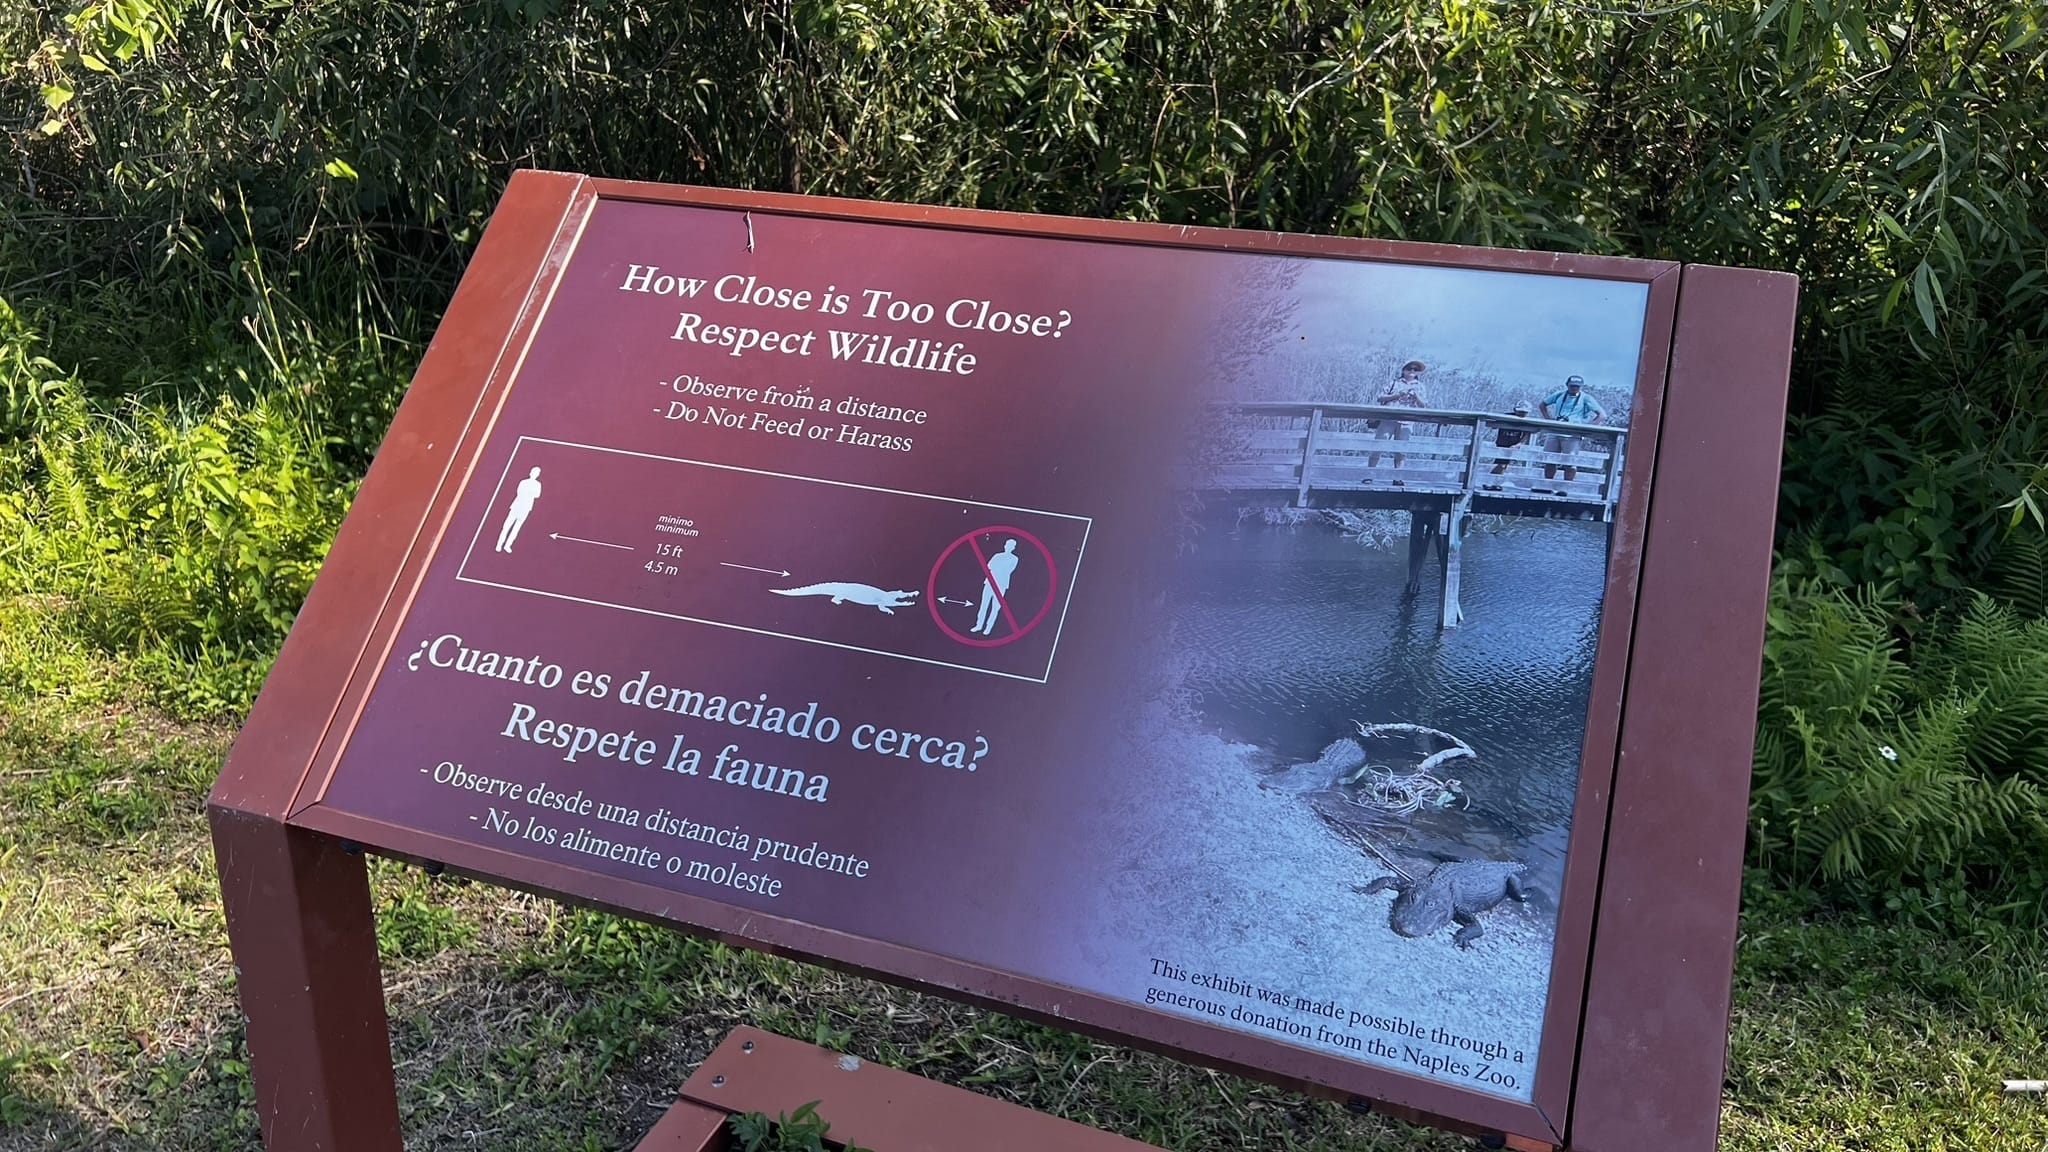 How Close is Too Close?
Respect Wildlife
- Observe from a distance
- Do Not Feed or Harass
minimo
minimum
15 ft
4.5 m
¿Cuanto es demaciado cerca?
Respete la fauna
- Observe desde una distancia prudente
- No los alimente o moleste
This exhibit was made possible through a
generous donation from the Naples Zoo.